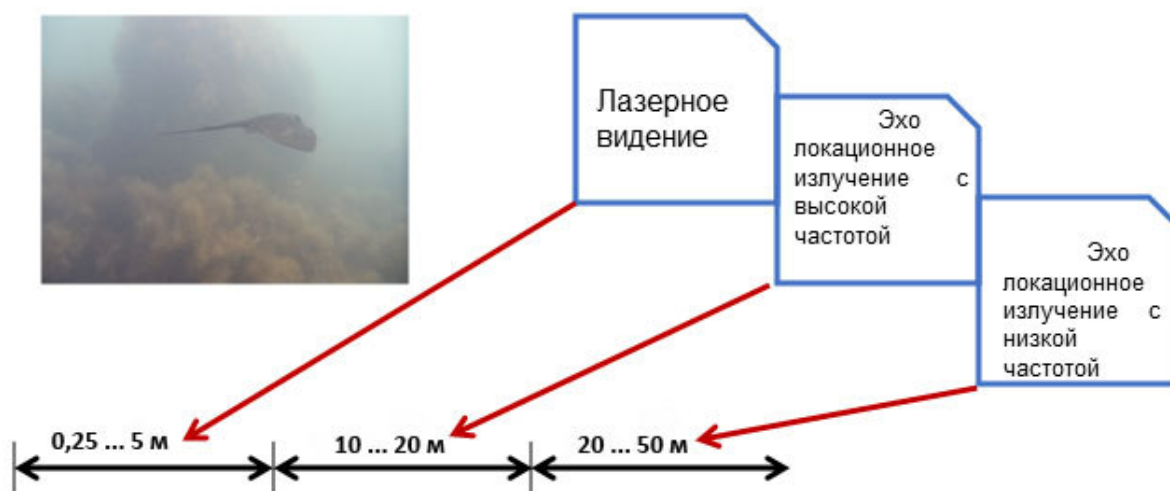 Лазерное
видение
Эхо
локационное
излучение с
высокой
частотой
Эхо
локационное
излучение с
низкой
частотой
0,25 ... 5 м
10 ... 20 м
20 ... 50 м